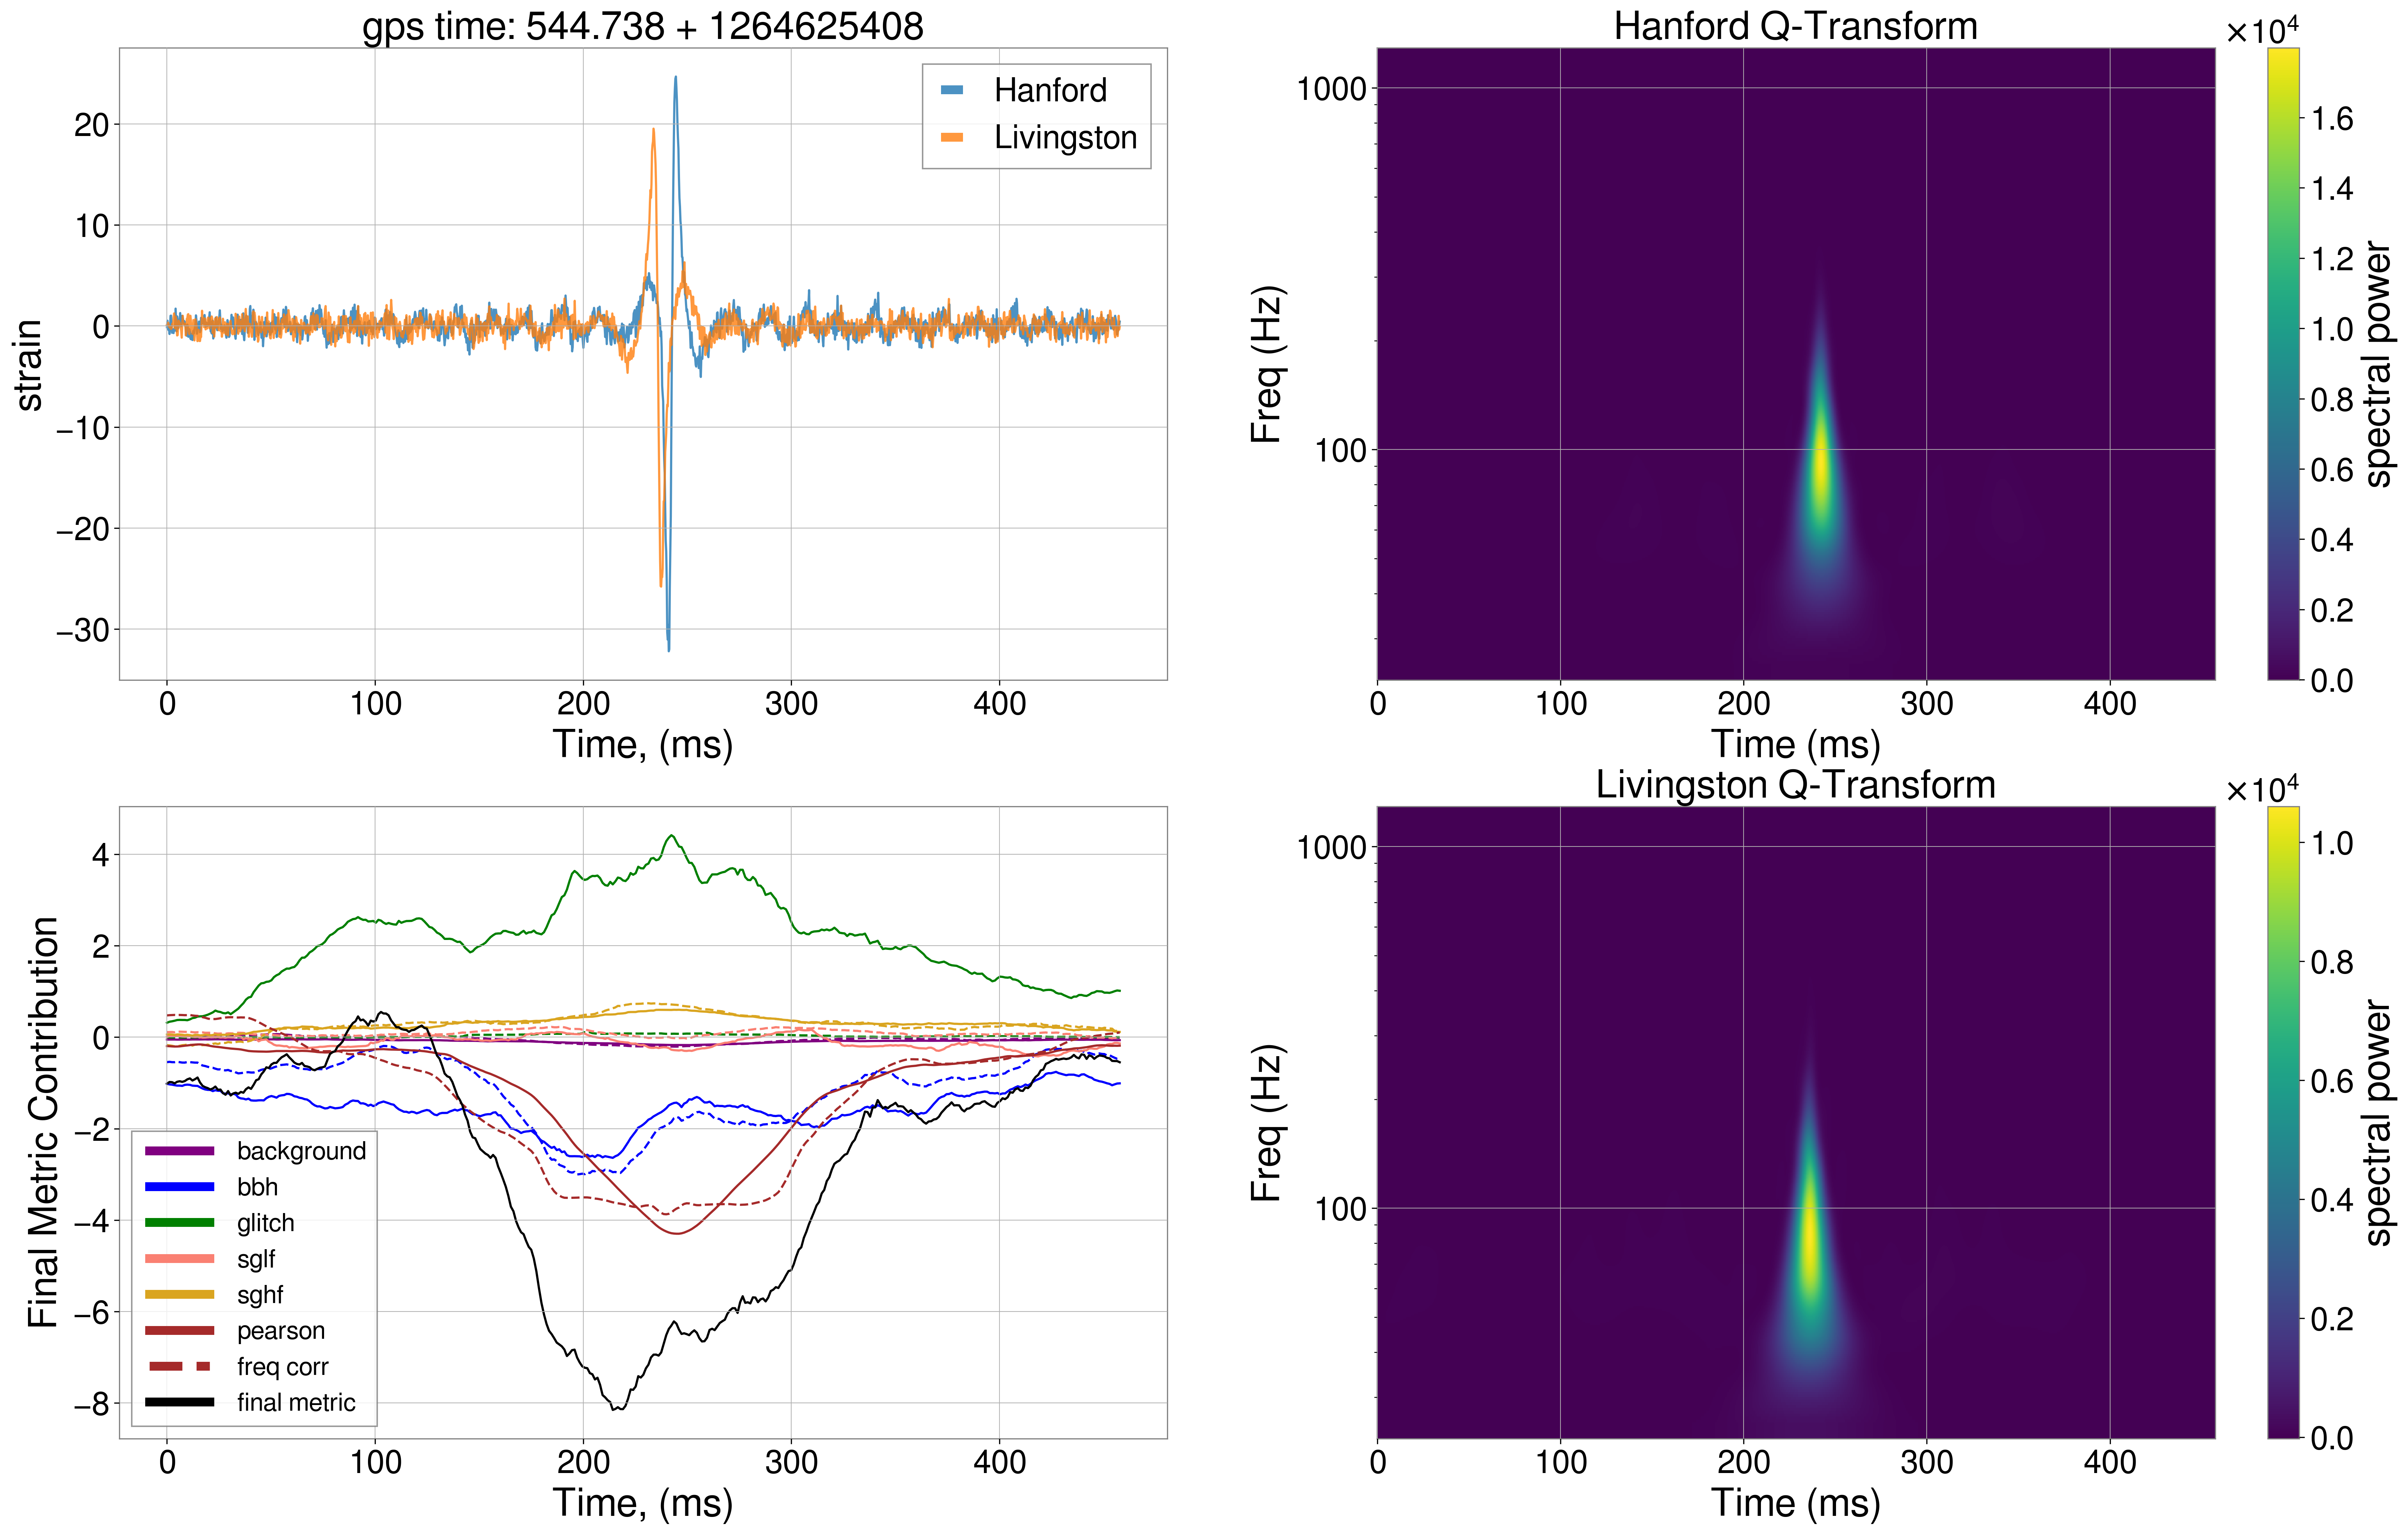 gps time: 544.738 + 1264625408
20
10
0
−10
−20
−30
strain
Hanford
Livingston
0 100 200 300 400
Time, (ms)
Hanford Q-Transform
×10⁴
1000
100
Freq (Hz)
0 100 200 300 400
Time (ms)
1.6
1.4
1.2
1.0
0.8
0.6
0.4
0.2
0.0
spectral power
4
2
0
−2
−4
−6
−8
Final Metric Contribution
background
bbh
glitch
sglf
sghf
pearson
freq corr
final metric
0 100 200 300 400
Time, (ms)
Livingston Q-Transform
×10⁴
1000
100
Freq (Hz)
0 100 200 300 400
Time (ms)
1.0
0.8
0.6
0.4
0.2
0.0
spectral power